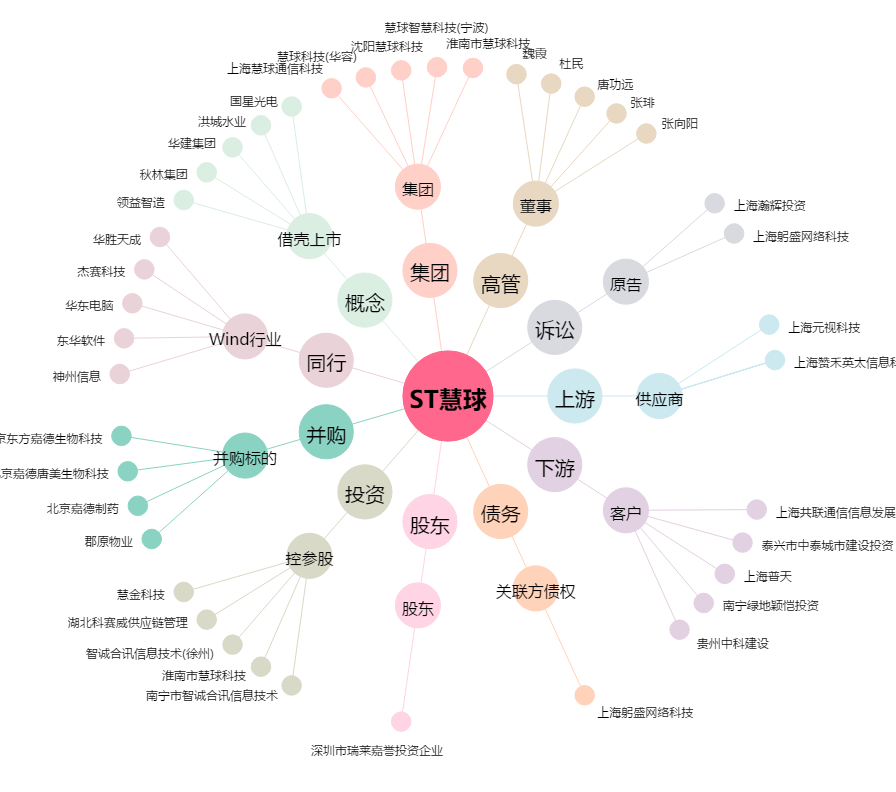 慧球智慧科技(宁波)
沈阳慧球科技
淮南市慧球科技
慧球科技(华容)
上海慧球通信科技
魏霞
杜民
唐功远
张琲
张向阳
国星光电
洪城水业
华建集团
秋林集团
领益智造
集团
董事
上海瀚辉投资
上海躬盛网络科技
华胜天成
借壳上市
杰赛科技
集团
高管
原告
华东电脑
概念
诉讼
上海元视科技
东华软件
Wind行业
同行
上海赞禾英太信息科
神州信息
ST慧球
上游
供应商
京东方嘉德生物科技
并购
北京嘉德唐美生物科技
并购标的
下游
北京嘉德制药
投资
股东
债务
客户
上海共联通信信息发展
郡原物业
泰兴市中泰城市建设投资
控参股
上海普天
慧金科技
关联方债权
南宁绿地颖恺投资
湖北科赛威供应链管理
股东
贵州中科建设
智诚合讯信息技术(徐州)
淮南市慧球科技
南宁市智诚合讯信息技术
上海躬盛网络科技
深圳市瑞莱嘉誉投资企业